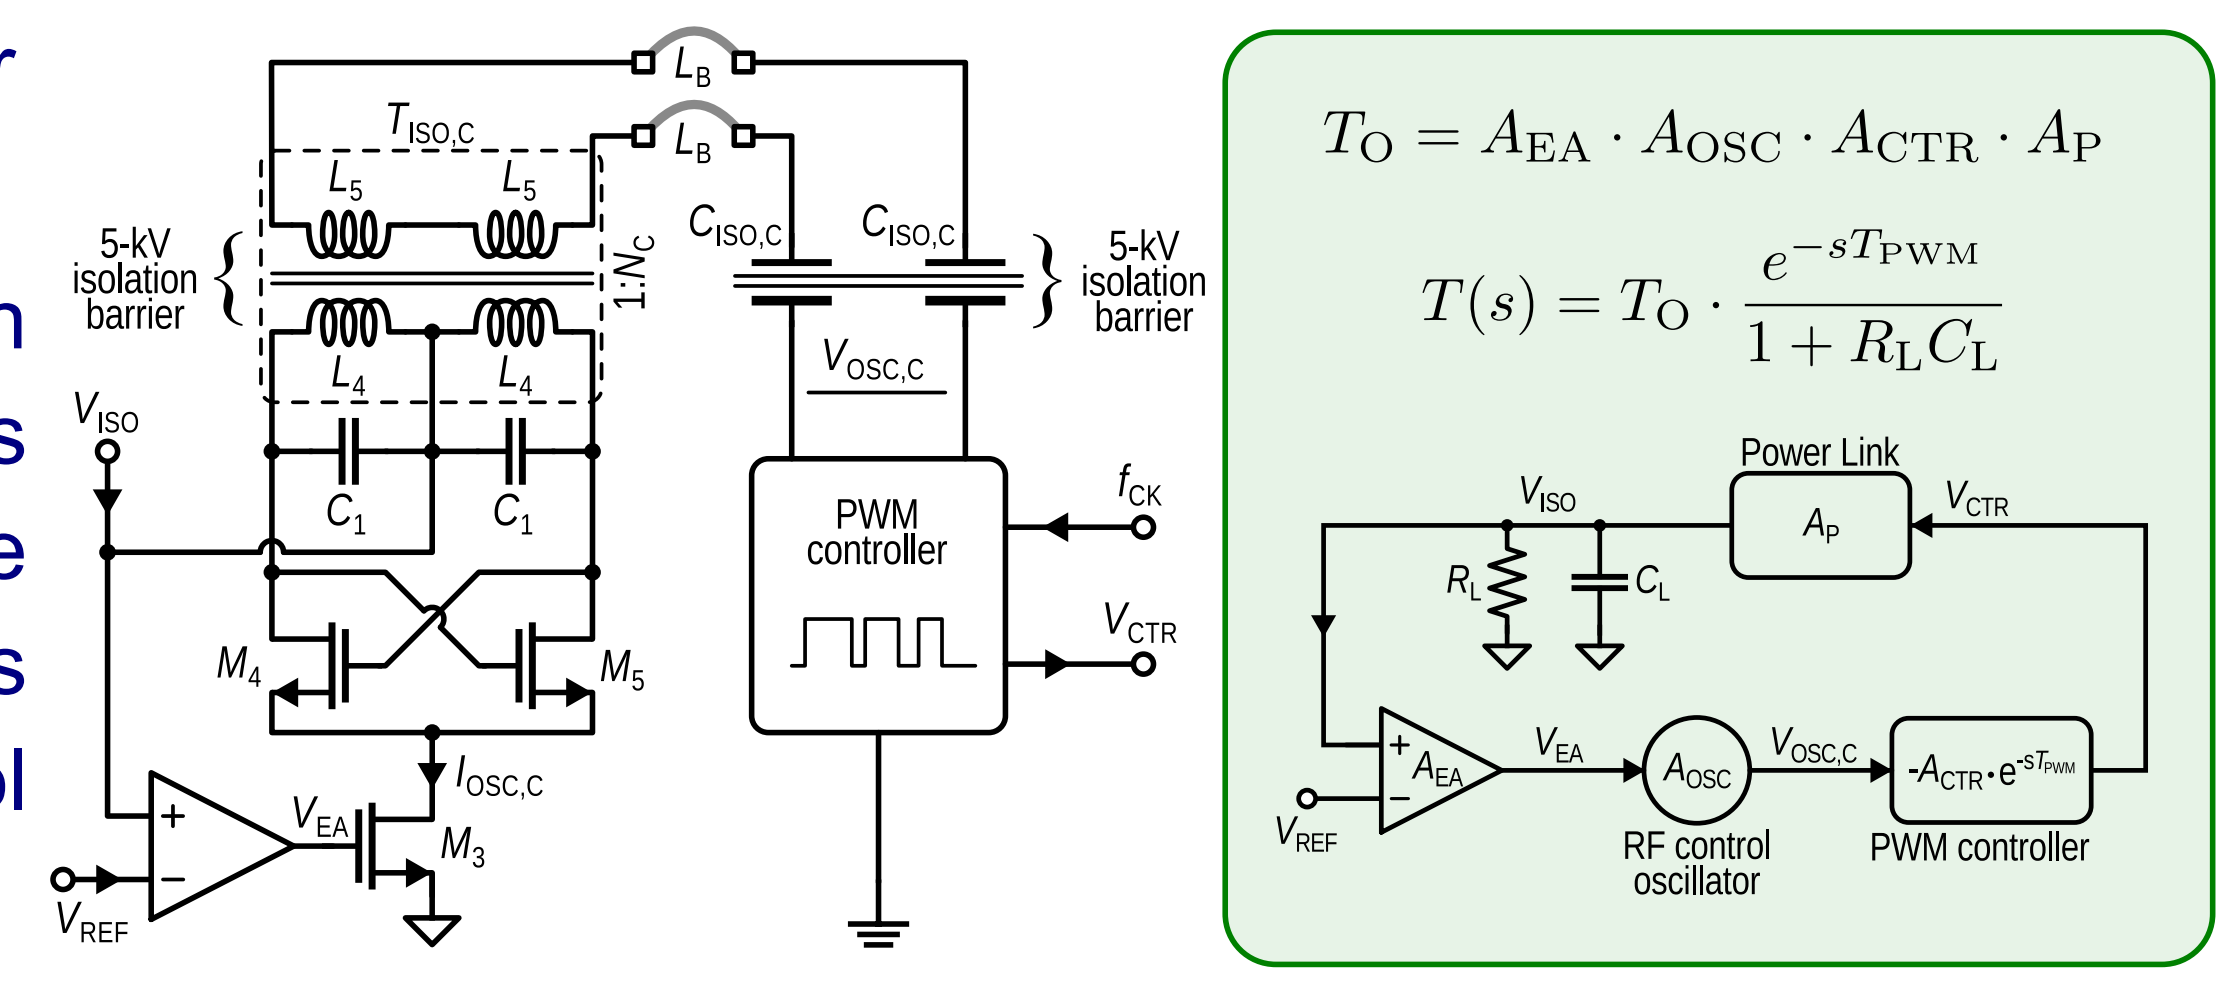 r
n
s
e
s
ol
L_B
L_B
T_ISO,C
L_5
L_5
5-kV
isolation
barrier
1:N_C
L_4
L_4
C_ISO,C
C_ISO,C
5-kV
isolation
barrier
V_OSC,C
V_ISO
C_1
C_1
PWM
controller
f_CK
V_CTR
M_4
M_5
I_OSC,C
V_EA
M_3
+
−
V_REF
T_O = A_EA · A_OSC · A_CTR · A_P
T(s) = T_O · e^{−sT_PWM} / (1 + R_L C_L)
Power Link
V_ISO
A_P
V_CTR
R_L
C_L
+
A_EA
−
V_EA
A_OSC
V_OSC,C
-A_CTR · e^{-sT_PWM}
V_REF
RF control
oscillator
PWM controller